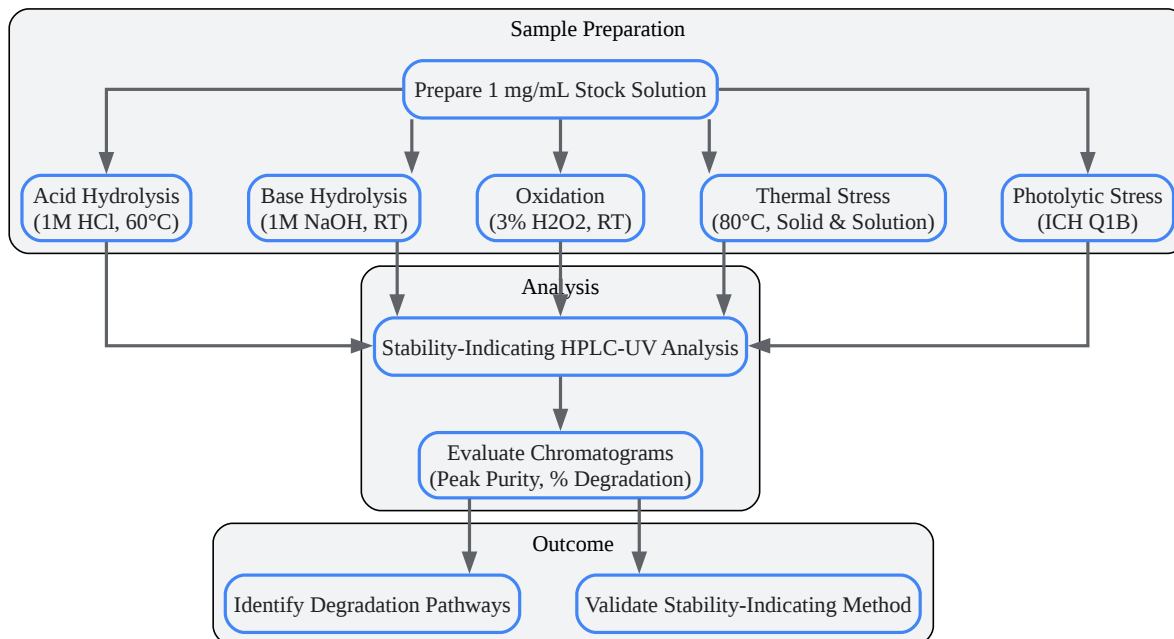 Sample Preparation
Prepare 1 mg/mL Stock Solution
Acid Hydrolysis
(1M HCl, 60°C)
Base Hydrolysis
(1M NaOH, RT)
Oxidation
(3% H2O2, RT)
Thermal Stress
(80°C, Solid & Solution)
Photolytic Stress
(ICH Q1B)
Analysis
Stability-Indicating HPLC-UV Analysis
Evaluate Chromatograms
(Peak Purity, % Degradation)
Outcome
Identify Degradation Pathways
Validate Stability-Indicating Method